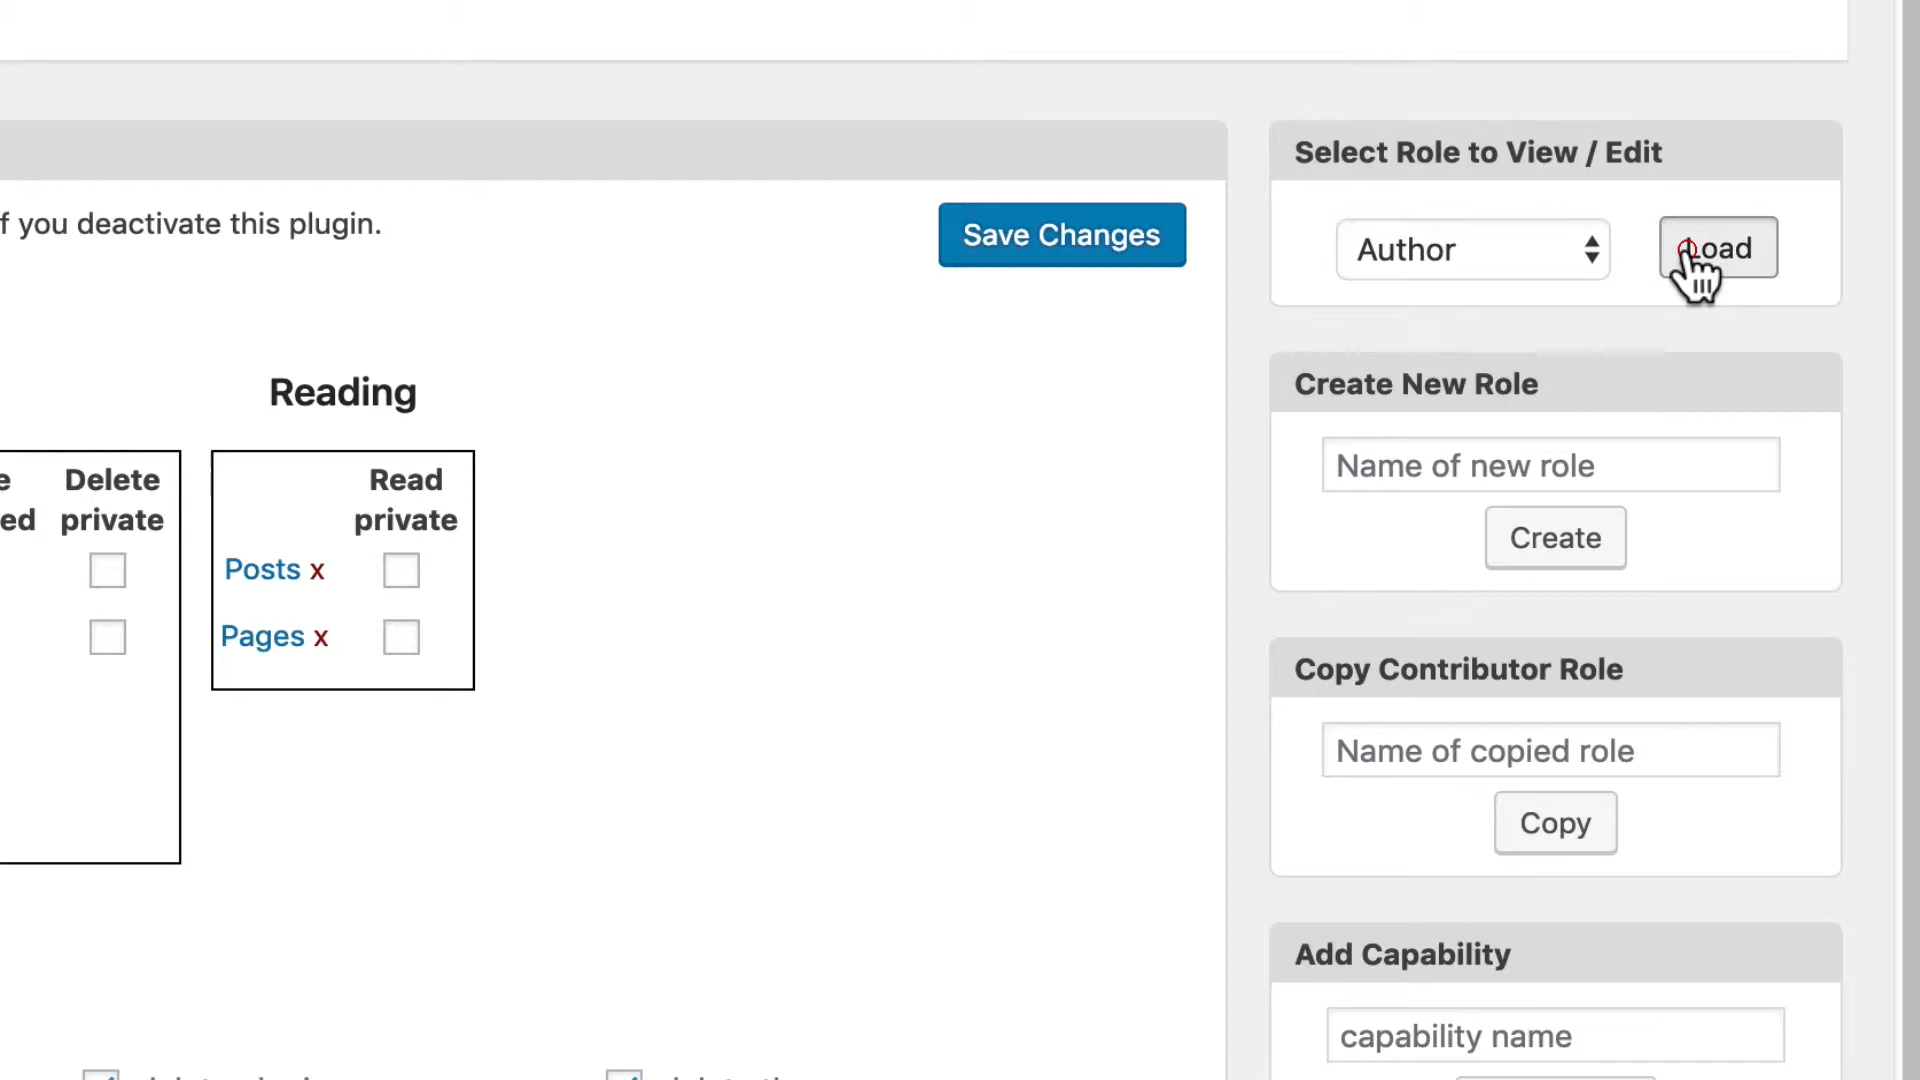 Select Role to View / Edit
f you deactivate this plugin.
Save Changes
Author
Load
Create New Role
Reading
Name of new role
e Delete
ed private
Read
private
Create
Posts x
Pages x
Copy Contributor Role
Name of copied role
Copy
Add Capability
capability name